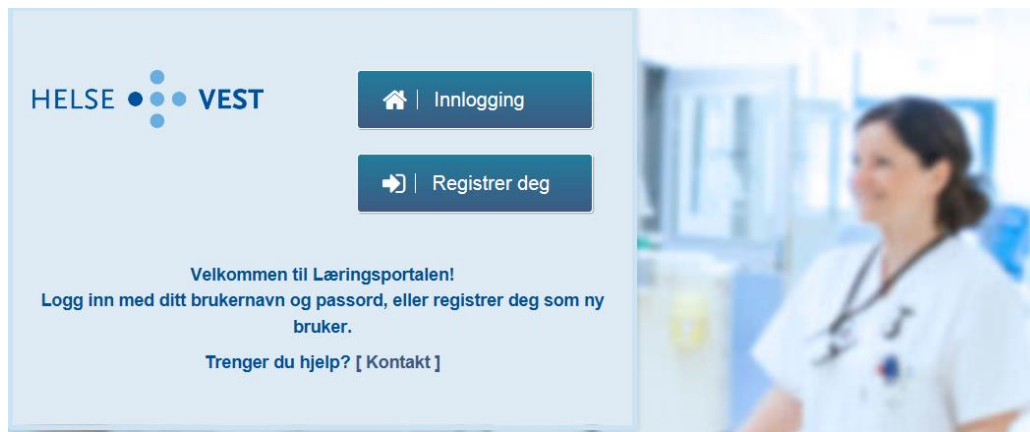 HELSE VEST
Innlogging
Registrer deg
Velkommen til Læringsportalen!
Logg inn med ditt brukernavn og passord, eller registrer deg som ny
bruker.
Trenger du hjelp? [ Kontakt ]